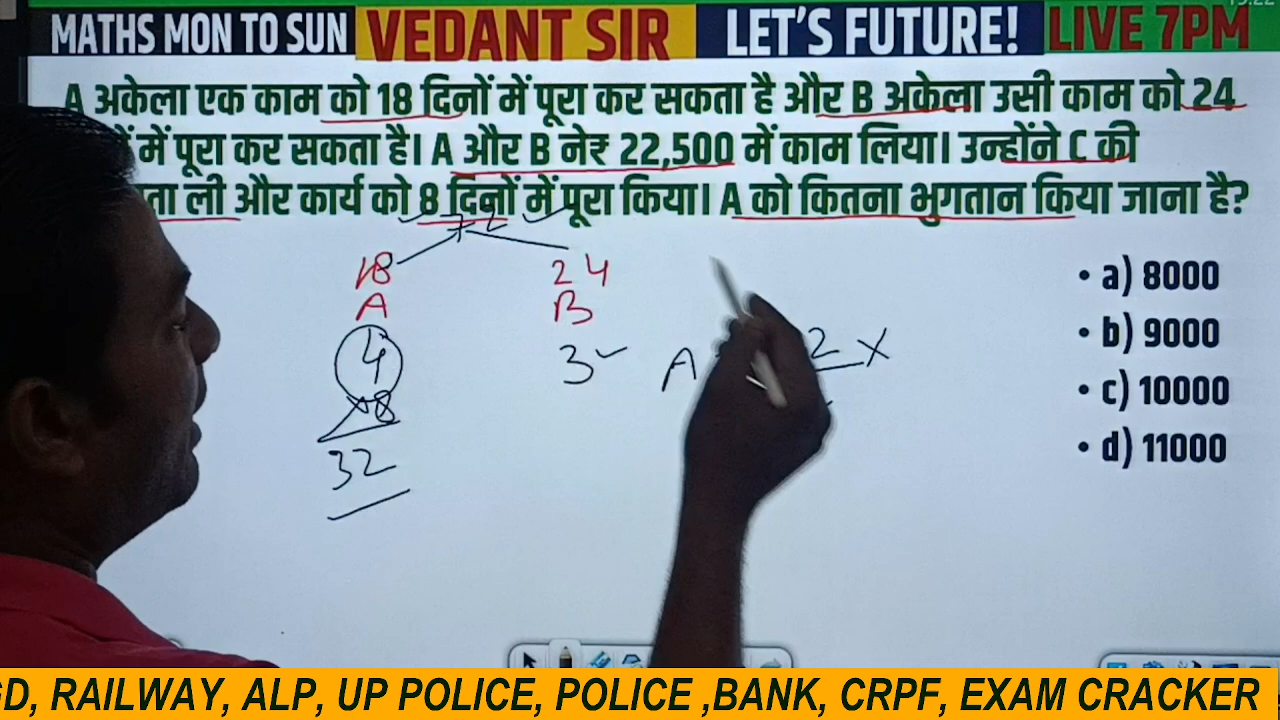 MATHS MON TO SUN VEDANT SIR LET'S FUTURE! LIVE 7PM
A अकेला एक काम को 18 दिनों में पूरा कर सकता है और B अकेला उसी काम को 24
में पूरा कर सकता है। A और B ने₹ 22,500 में काम लिया। उन्होंने C की
ता ली और कार्य को 8 दिनों में पूरा किया। A को कितना भुगतान किया जाना है?
72
18 24
A B
4 3
A 2 X
×8
32
• a) 8000
• b) 9000
• c) 10000
• d) 11000
D, RAILWAY, ALP, UP POLICE, POLICE ,BANK, CRPF, EXAM CRACKER